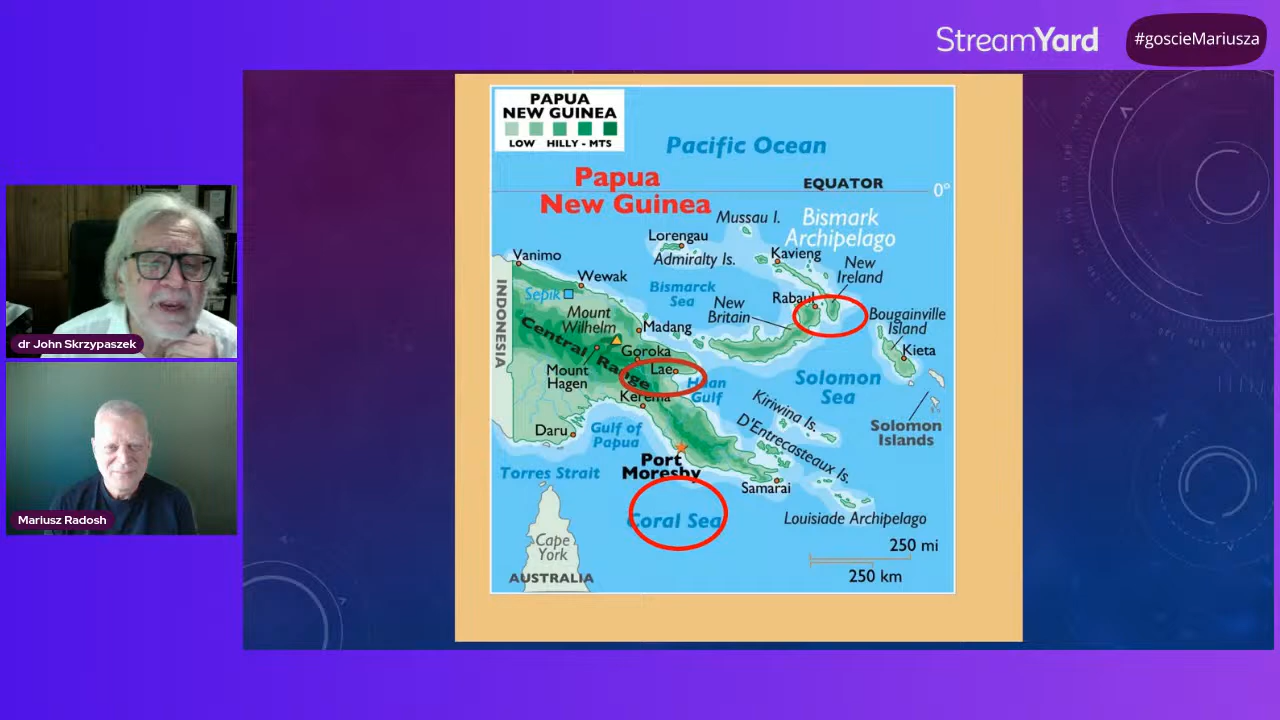 StreamYard
#goscieMariusza
PAPUA
NEW GUINEA
LOW HILLY - MTS
Pacific Ocean
Papua
New Guinea
EQUATOR
0°
Mussau I.
Bismark
Archipelago
Lorengau
Admiralty Is.
Kavieng
New
Ireland
Vanimo
Wewak
Sepik
Bismarck
Sea
New
Britain
Rabaul
Bougainville
Island
INDONESIA
Mount
Wilhelm
Madang
Central Range
Goroka
Kieta
Mount
Hagen
Lae
Huan
Gulf
Solomon
Sea
Kerema
Kiriwina Is.
D'Entrecasteaux Is.
Solomon
Islands
Daru
Gulf of
Papua
Port
Moresby
Torres Strait
Samarai
Coral Sea
Louisiade Archipelago
Cape
York
AUSTRALIA
250 mi
250 km
dr John Skrzypaszek
Mariusz Radosh